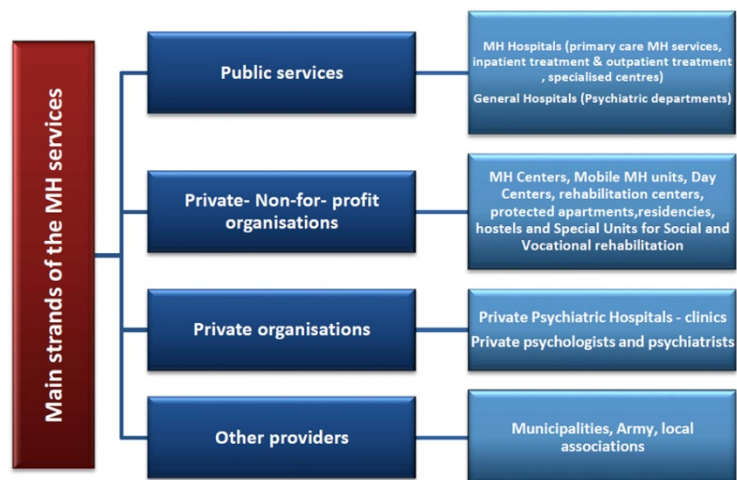 Main strands of the MH services
Public services
MH Hospitals (primary care MH services,
inpatient treatment & outpatient treatment
, specialised centres)
General Hospitals (Psychiatric departments)
Private- Non-for- profit
organisations
MH Centers, Mobile MH units, Day
Centers, rehabilitation centers,
protected apartments,residencies,
hostels and Special Units for Social and
Vocational rehabilitation
Private organisations
Private Psychiatric Hospitals - clinics
Private psychologists and psychiatrists
Other providers
Municipalities, Army, local
associations